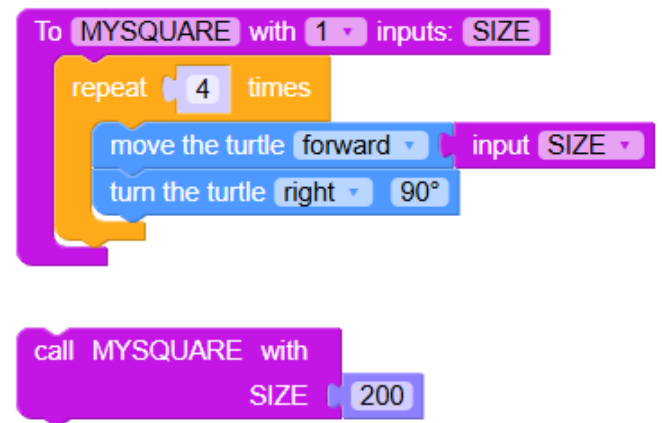 To MYSQUARE with 1 inputs: SIZE
repeat 4 times
move the turtle forward input SIZE
turn the turtle right 90°
call MYSQUARE with
SIZE 200